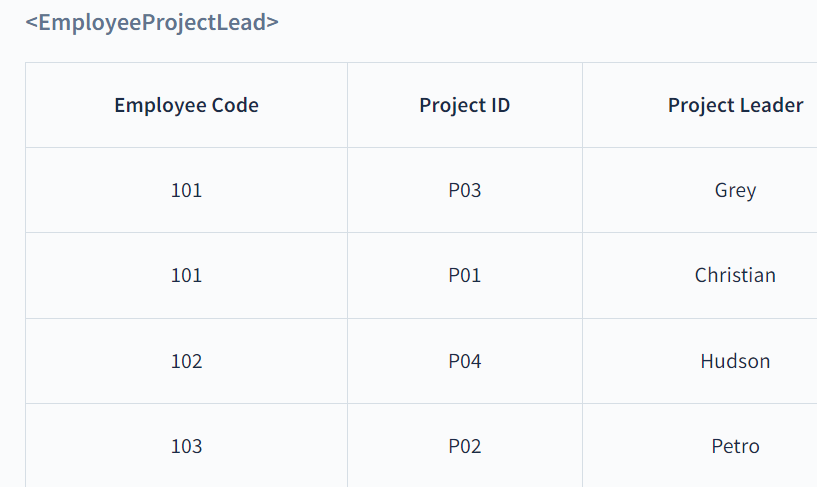 <EmployeeProjectLead>
Employee Code Project ID Project Leader
101 P03 Grey
101 P01 Christian
102 P04 Hudson
103 P02 Petro